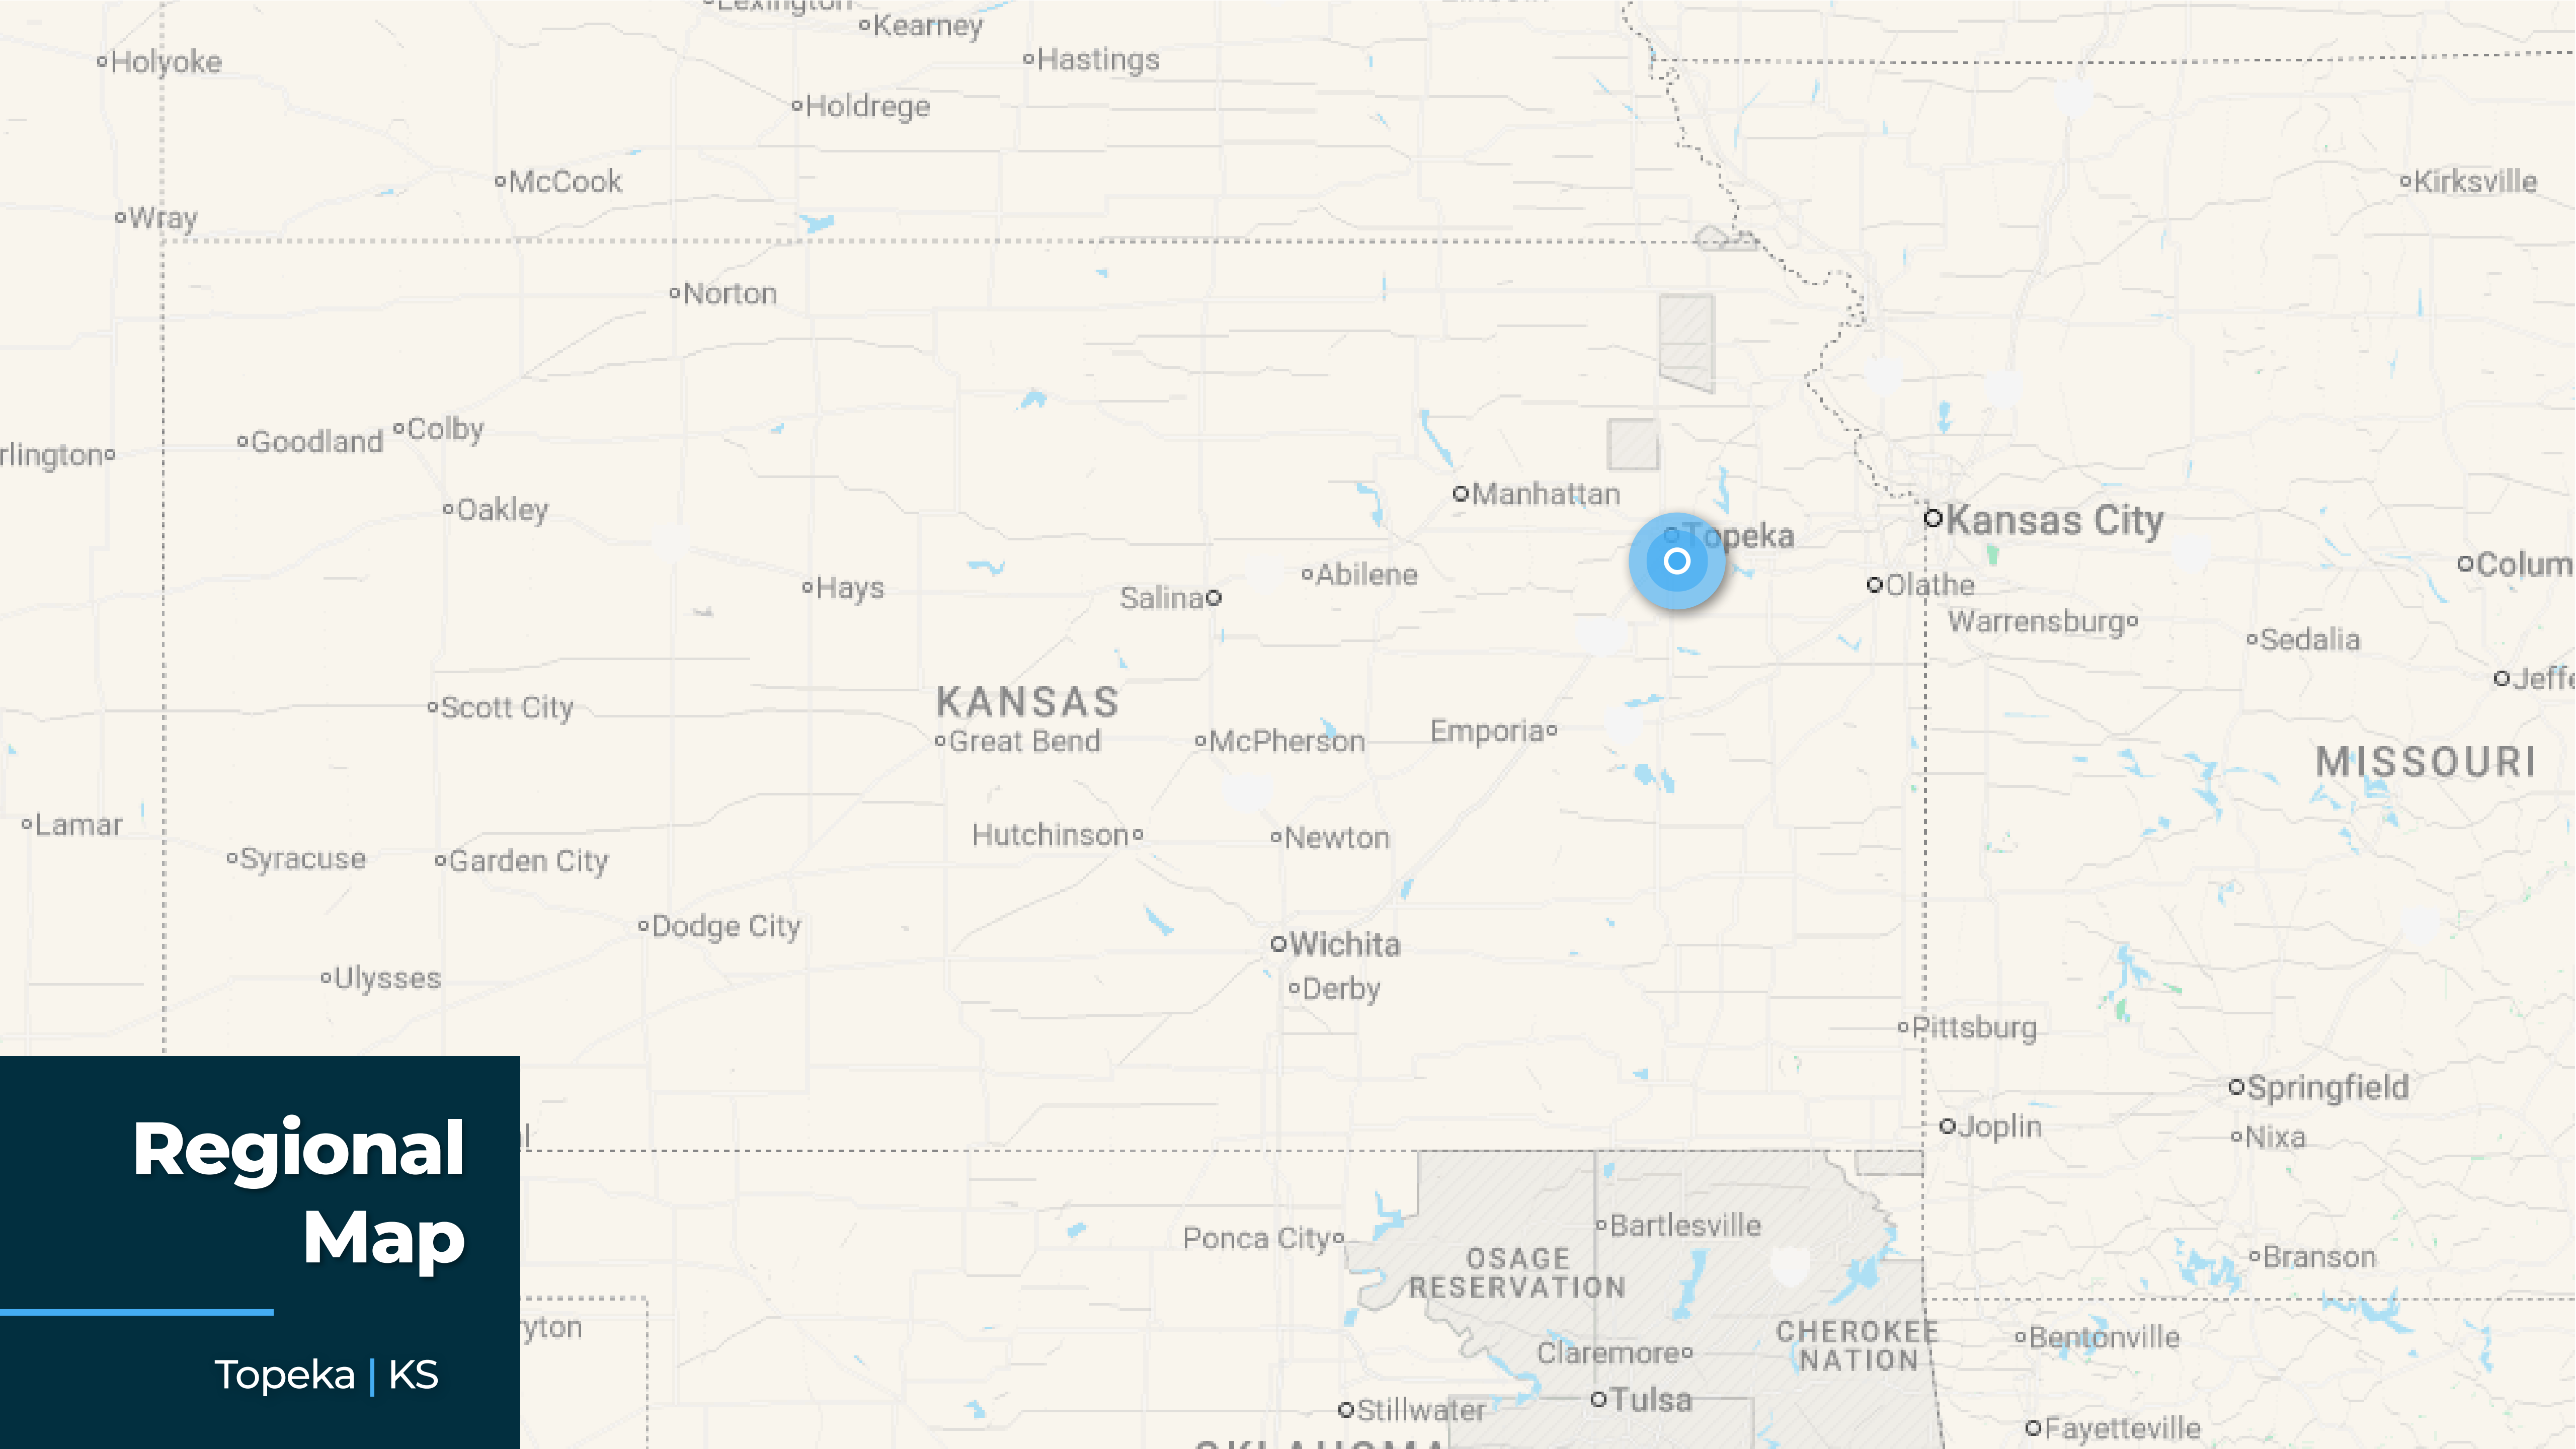 Kearney
Holyoke
Hastings
Holdrege
McCook
Kirksville
Wray
Norton
Goodland
Colby
Manhattan
Oakley
Kansas City
Topeka
Abilene
Hays
Salina
Olathe
Warrensburg
Sedalia
KANSAS
Scott City
Great Bend
McPherson
Emporia
MISSOURI
Lamar
Hutchinson
Newton
Syracuse
Garden City
Dodge City
Wichita
Ulysses
Derby
Pittsburg
Springfield
Joplin
Nixa
Regional
Map
Topeka | KS
Ponca City
Bartlesville
OSAGE
RESERVATION
Branson
CHEROKEE
NATION
Bentonville
Claremore
Tulsa
Stillwater
Fayetteville